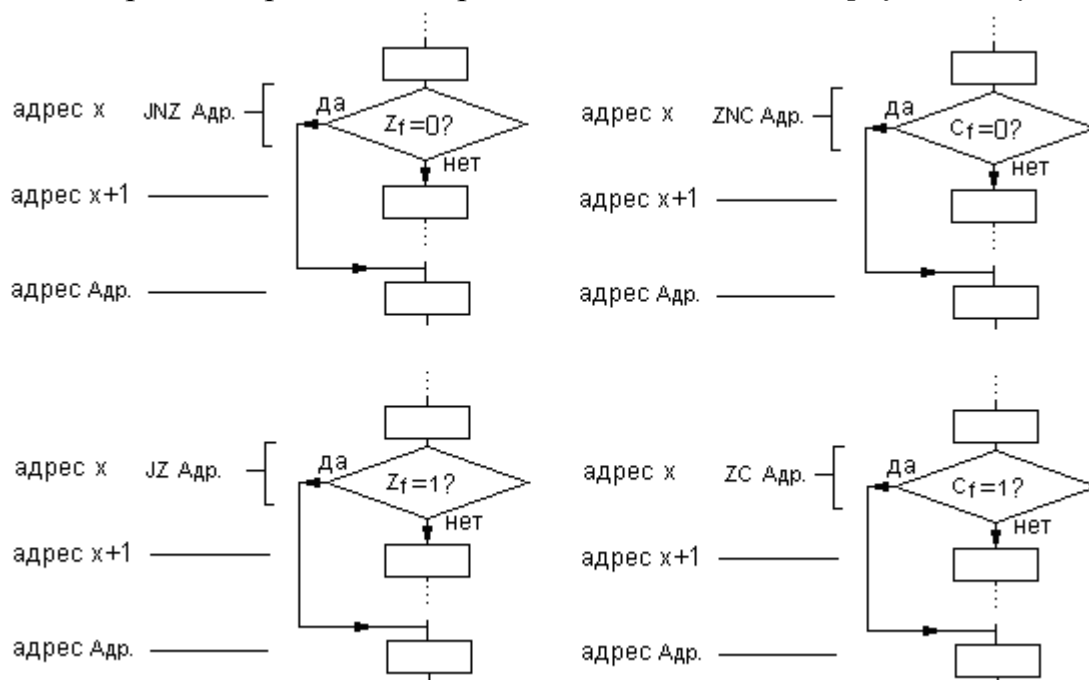 да
адрес x JNZ Адр.
Zf=0?
нет
адрес x+1
адрес Адр.
да
адрес x ZNC Адр.
Cf=0?
нет
адрес x+1
адрес Адр.
да
адрес x JZ Адр.
Zf=1?
нет
адрес x+1
адрес Адр.
да
адрес x ZC Адр.
Cf=1?
нет
адрес x+1
адрес Адр.